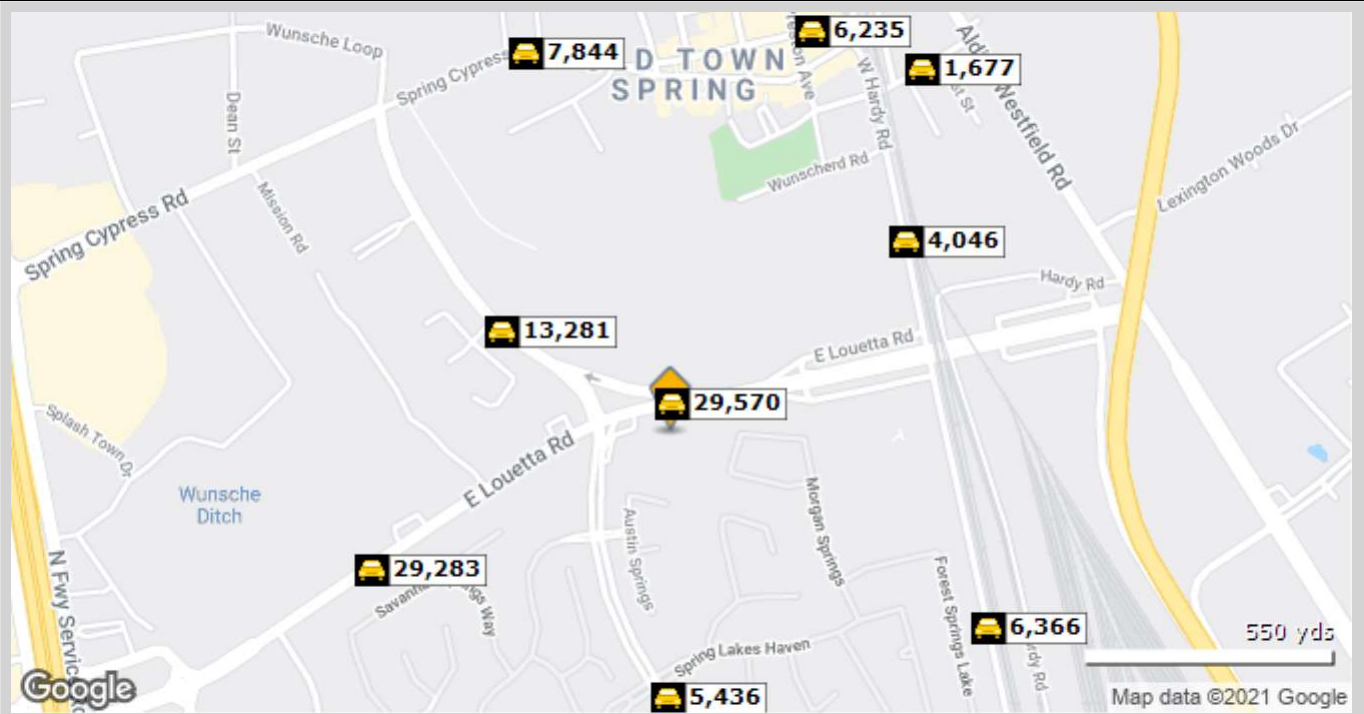 6,235
Wunsche Loop
7,844
D TOWN
SPRING
1,677
Spring Cypress
W Hardy Rd
Westfield Rd
Dean St
Lexington Woods Dr
Wunscherd Rd
Spring Cypress Rd
Mission Rd
4,046
Hardy Rd
13,281
E Louetta Rd
29,570
Splash Town Dr
E Louetta Rd
Wunsche
Ditch
Morgan Springs
Austin Springs
29,283
N Fwy Service
Way
Forest Springs Lake
6,366
550 yds
Spring Lakes Haven
5,436
Google
Map data ©2021 Google